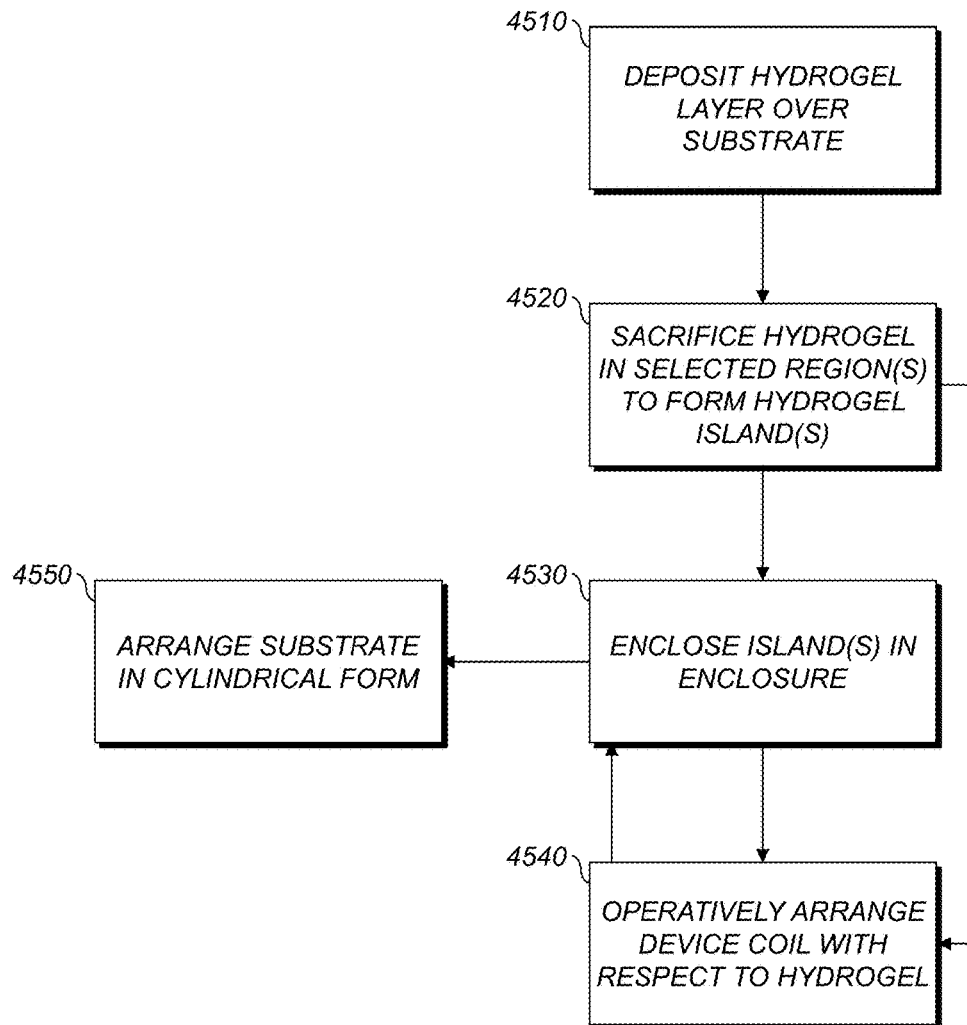 4510
DEPOSIT HYDROGEL
LAYER OVER
SUBSTRATE
4520
SACRIFICE HYDROGEL
IN SELECTED REGION(S)
TO FORM HYDROGEL
ISLAND(S)
4550
ARRANGE SUBSTRATE
IN CYLINDRICAL FORM
4530
ENCLOSE ISLAND(S) IN
ENCLOSURE
4540
OPERATIVELY ARRANGE
DEVICE COIL WITH
RESPECT TO HYDROGEL